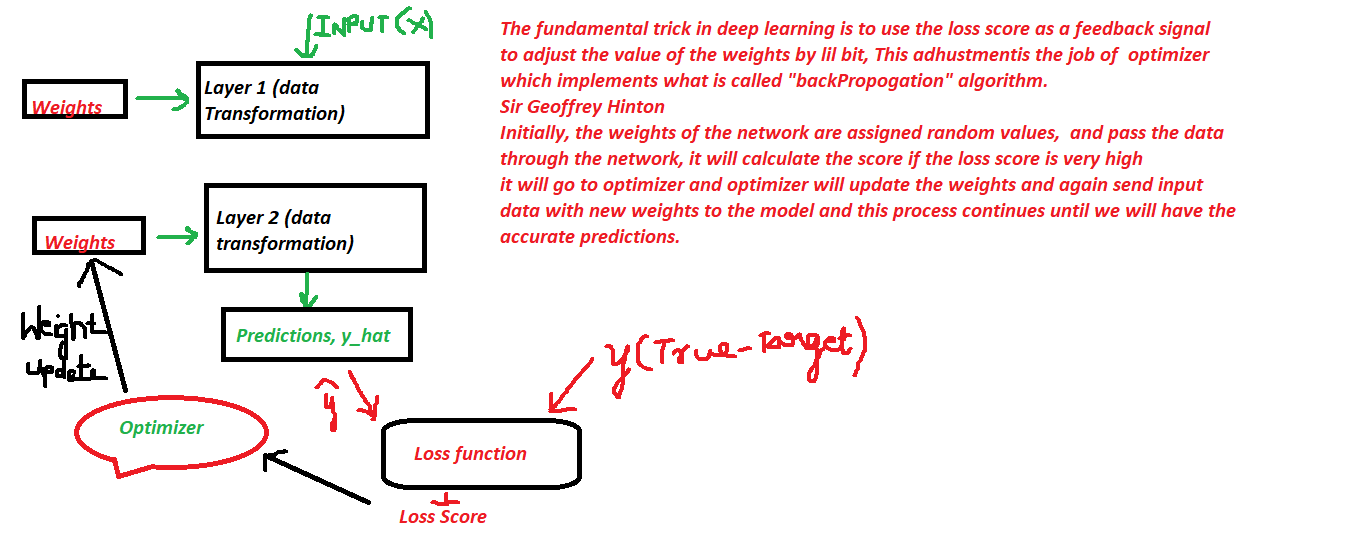 INPUT(x)
Weights
Layer 1 (data
Transformation)
Weights
Layer 2 (data
transformation)
Predictions, y_hat
Weight
update
ŷ
y(True-Target)
Optimizer
Loss function
Loss Score
The fundamental trick in deep learning is to use the loss score as a feedback signal
to adjust the value of the weights by lil bit, This adhustmentis the job of  optimizer
which implements what is called "backPropogation" algorithm.
Sir Geoffrey Hinton
Initially, the weights of the network are assigned random values,  and pass the data
through the network, it will calculate the score if the loss score is very high
it will go to optimizer and optimizer will update the weights and again send input
data with new weights to the model and this process continues until we will have the
accurate predictions.